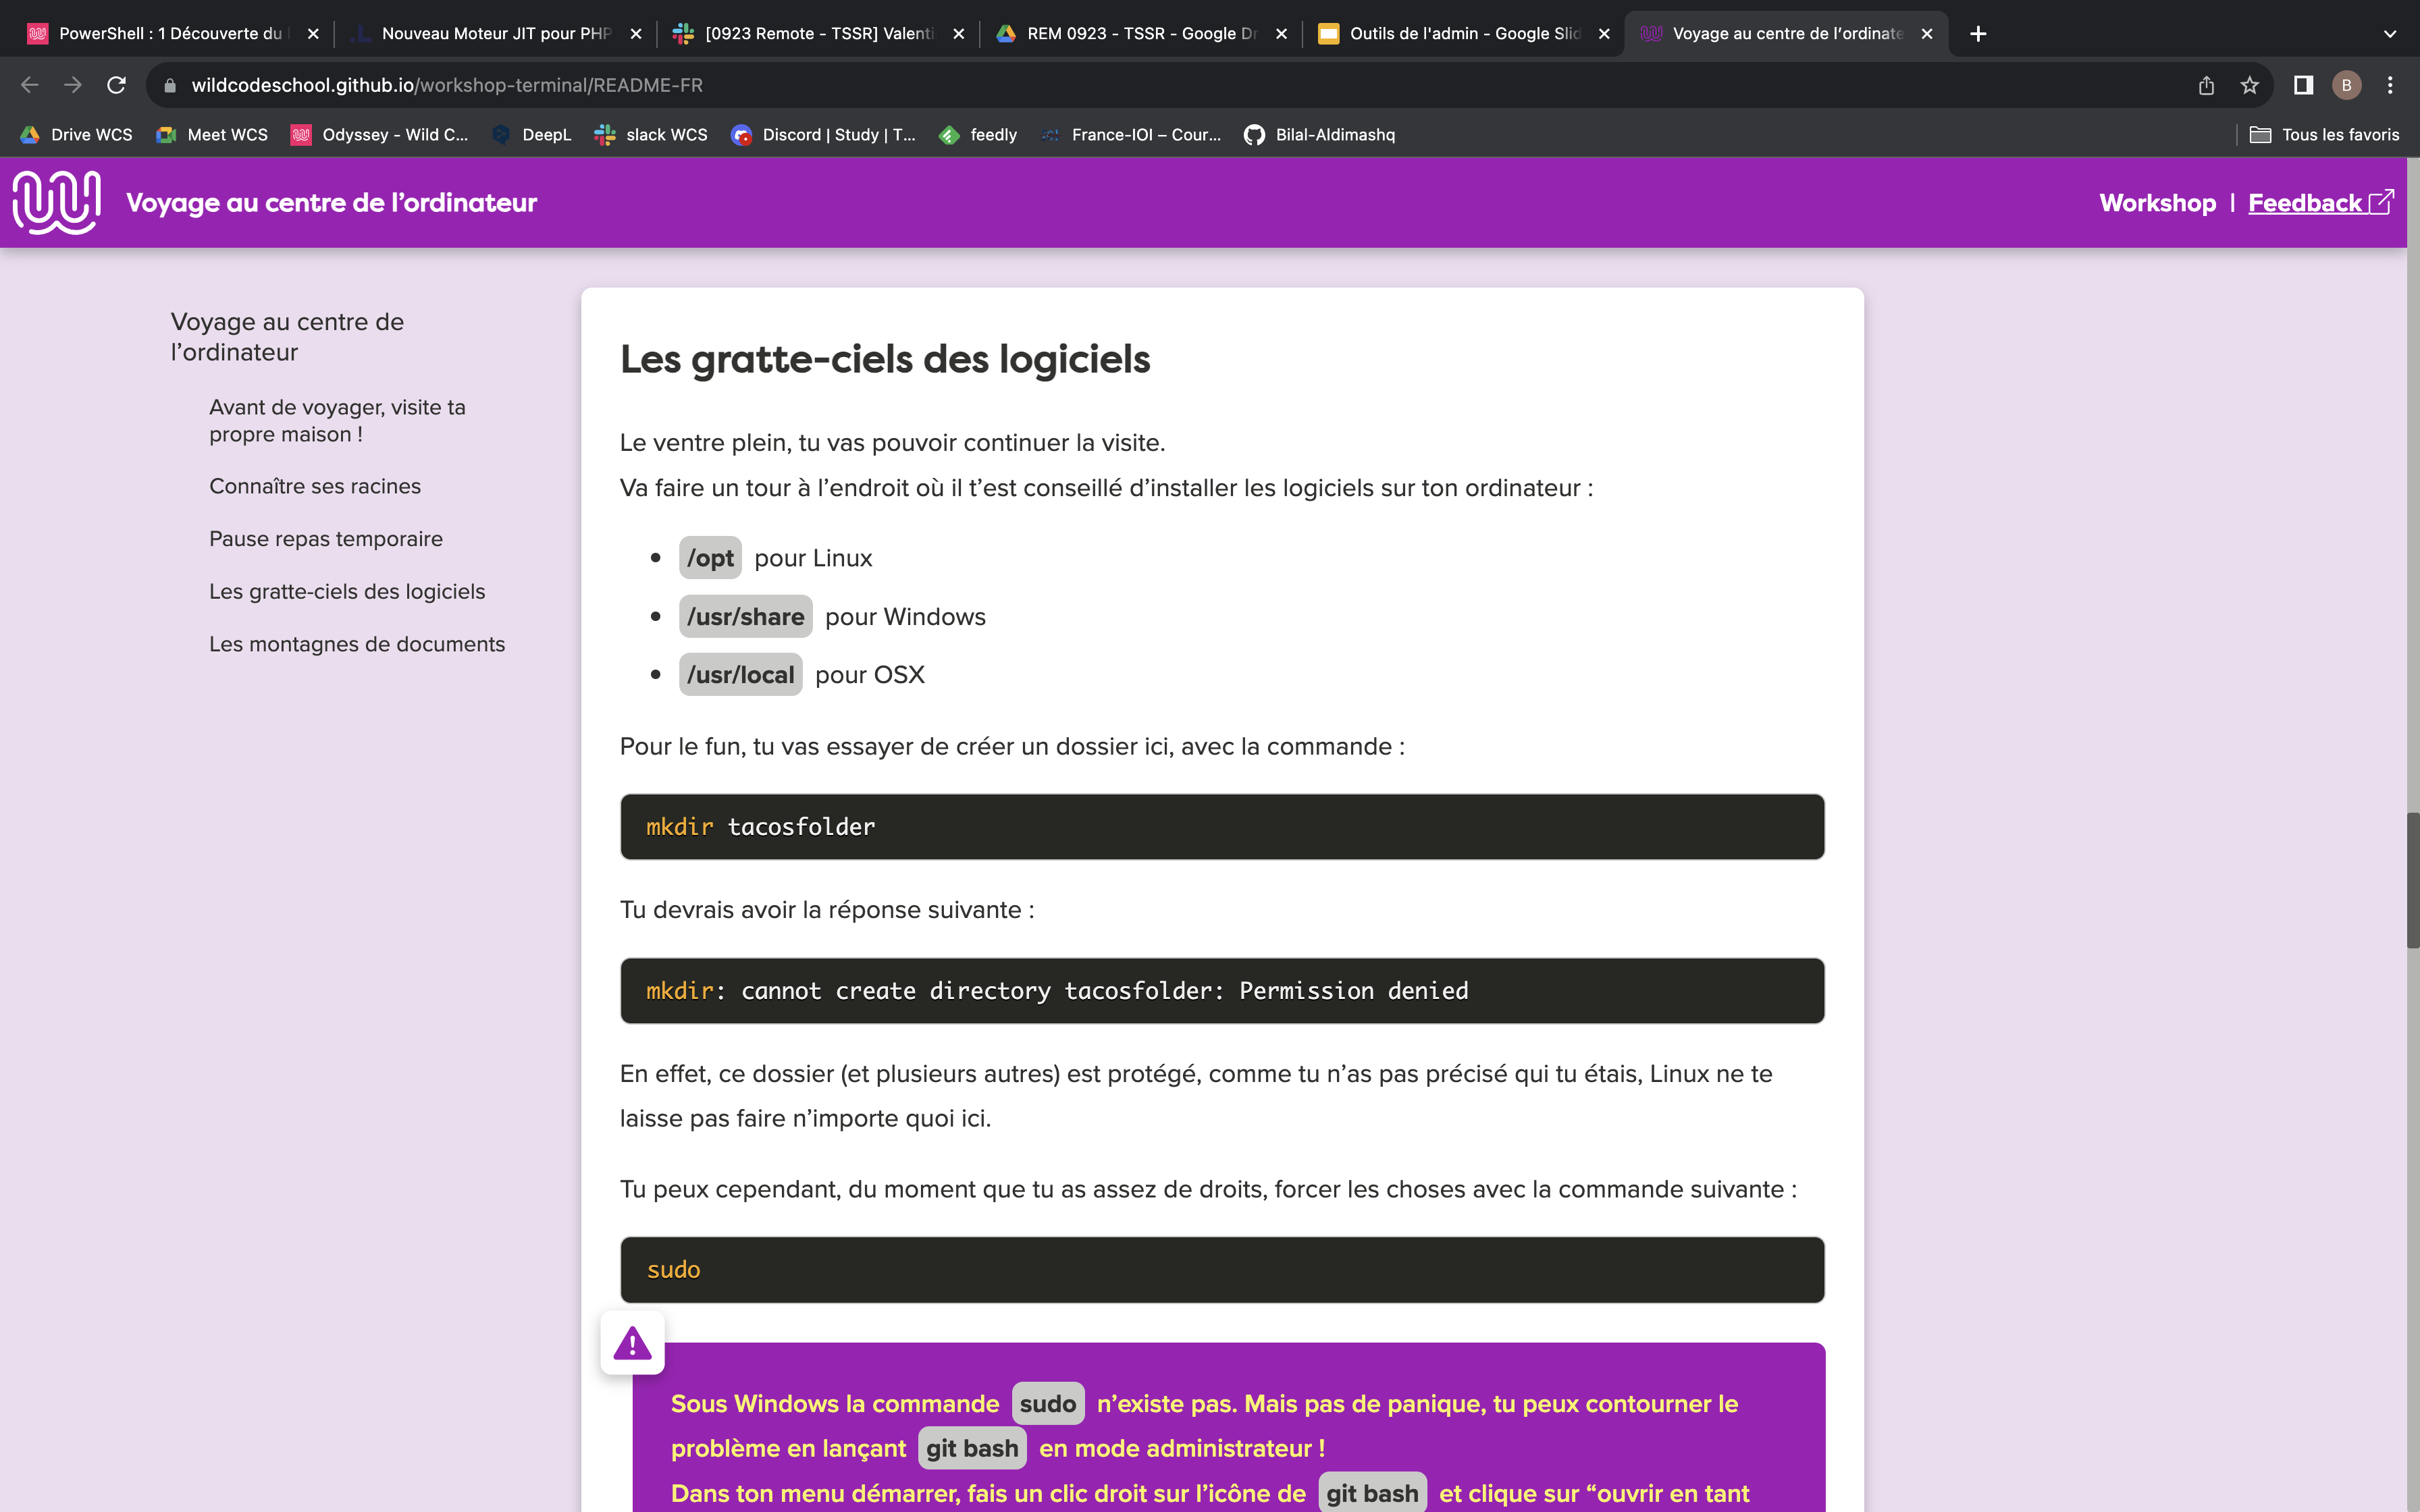 PowerShell : 1 Découverte du
Nouveau Moteur JIT pour PHP
[0923 Remote - TSSR] Valenti
REM 0923 - TSSR - Google Dr
Outils de l'admin - Google Slid
Voyage au centre de l'ordinate
wildcodeschool.github.io/workshop-terminal/README-FR
B
Drive WCS
Meet WCS
Odyssey - Wild C...
DeepL
slack WCS
Discord | Study | T...
feedly
France-IOI – Cour...
Bilal-Aldimashq
Tous les favoris
Voyage au centre de l’ordinateur
Workshop | Feedback
Voyage au centre de
l’ordinateur
Avant de voyager, visite ta
propre maison !
Connaître ses racines
Pause repas temporaire
Les gratte-ciels des logiciels
Les montagnes de documents
Les gratte-ciels des logiciels
Le ventre plein, tu vas pouvoir continuer la visite.
Va faire un tour à l’endroit où il t’est conseillé d’installer les logiciels sur ton ordinateur :
• /opt pour Linux
• /usr/share pour Windows
• /usr/local pour OSX
Pour le fun, tu vas essayer de créer un dossier ici, avec la commande :
mkdir tacosfolder
Tu devrais avoir la réponse suivante :
mkdir: cannot create directory tacosfolder: Permission denied
En effet, ce dossier (et plusieurs autres) est protégé, comme tu n’as pas précisé qui tu étais, Linux ne te
laisse pas faire n’importe quoi ici.
Tu peux cependant, du moment que tu as assez de droits, forcer les choses avec la commande suivante :
sudo
Sous Windows la commande sudo n’existe pas. Mais pas de panique, tu peux contourner le
problème en lançant git bash en mode administrateur !
Dans ton menu démarrer, fais un clic droit sur l’icône de git bash et clique sur “ouvrir en tant